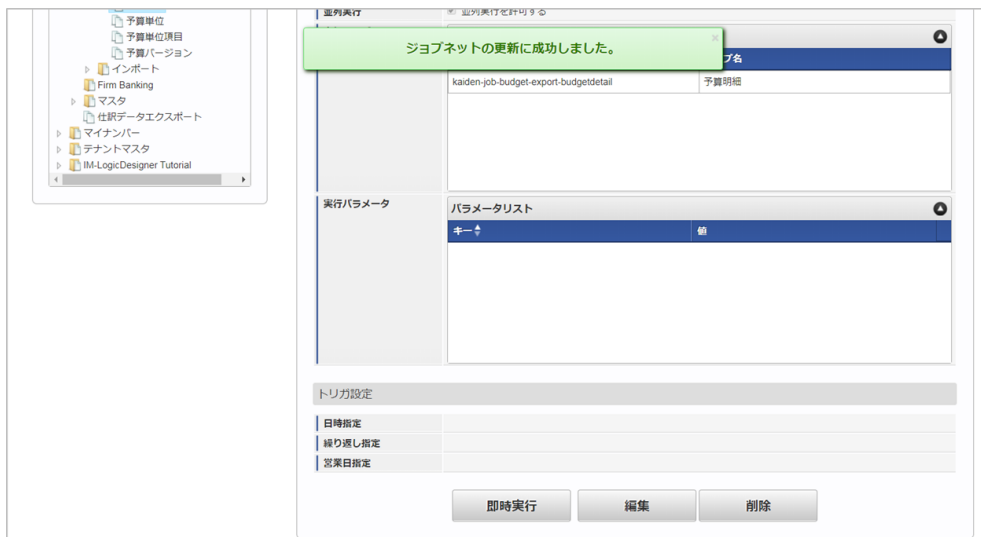 予算単位
予算単位項目
予算バージョン
インポート
Firm Banking
マスタ
仕訳データエクスポート
マイナンバー
テナントマスタ
IM-LogicDesigner Tutorial
並列実行
並列実行を許可する
ジョブネットの更新に成功しました。
ブ名
kaiden-job-budget-export-budgetdetail
予算明細
実行パラメータ
パラメータリスト
キー
値
トリガ設定
日時指定
繰り返し指定
営業日指定
即時実行
編集
削除